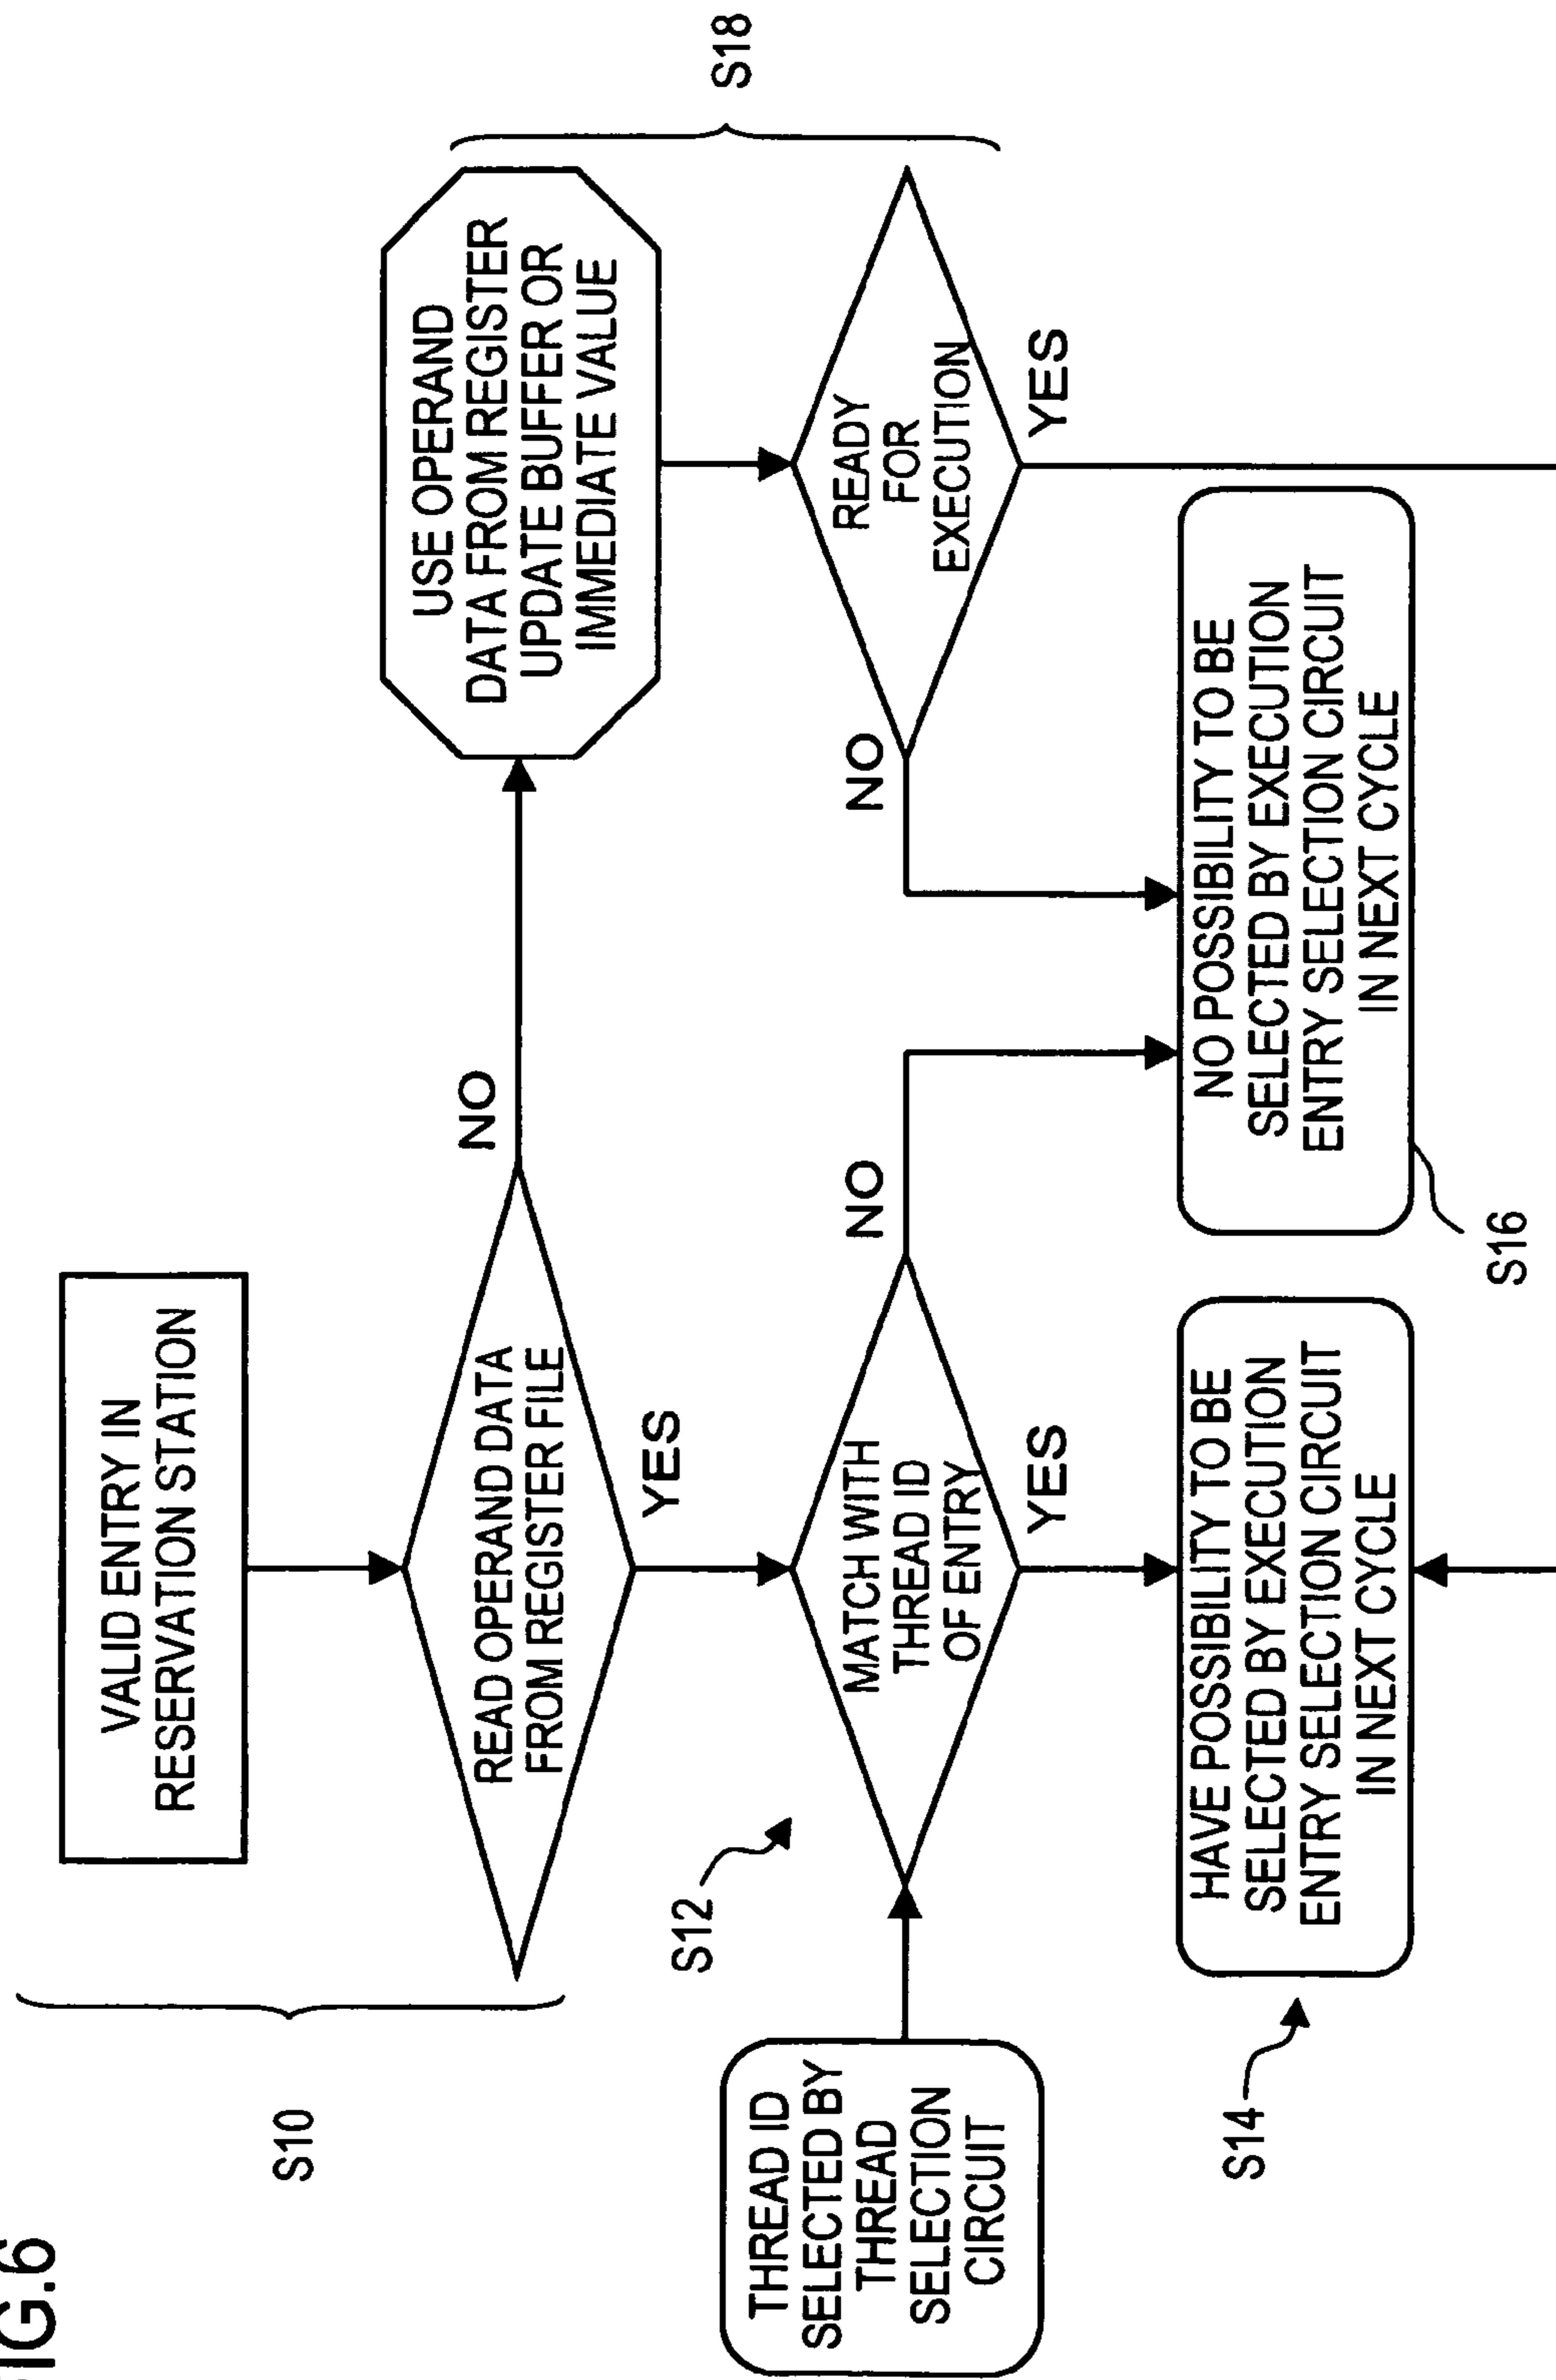 IG.6
S10
VALID ENTRY IN
RESERVATION STATION
READ OPERAND DATA
FROM REGISTER FILE
NO
YES
USE OPERAND
DATA FROM REGISTER
UPDATE BUFFER OR
IMMEDIATE VALUE
S18
THREAD ID
SELECTED BY
THREAD
SELECTION
CIRCUIT
S12
MATCH WITH
THREAD ID
OF ENTRY
NO
YES
READY
FOR
EXECUTION
NO
YES
S14
HAVE POSSIBILITY TO BE
SELECTED BY EXECUTION
ENTRY SELECTION CIRCUIT
IN NEXT CYCLE
NO POSSIBILITY TO BE
SELECTED BY EXECUTION
ENTRY SELECTION CIRCUIT
IN NEXT CYCLE
S16